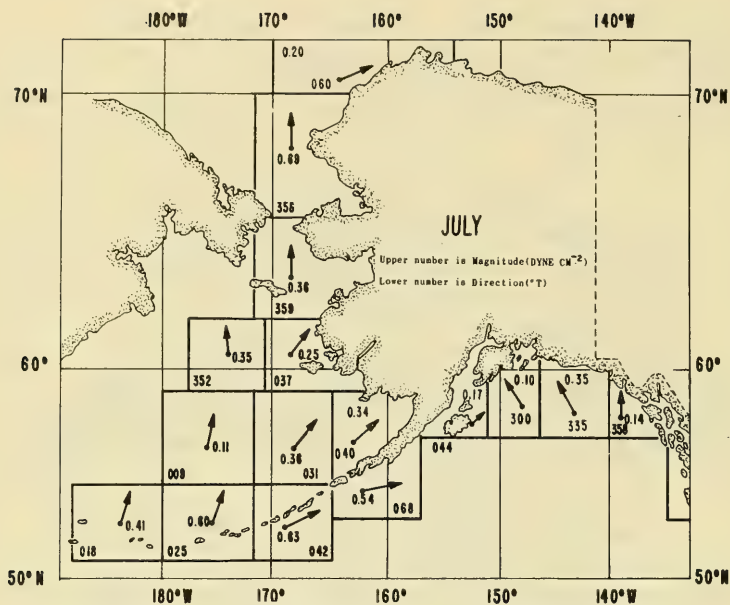 180°W 170°W 160°W 150°W 140°W
0.20
060
70°N 70°N
0.69
356
JULY
Upper number is Magnitude(DYNE CM⁻²)
Lower number is Direction(°T)
0.36
359
0.35 0.25
60°N 60°N
352 037
0.10 0.35
0.17
0.34 300 335 358 0.14
0.11 0.36 040 044
009 031
0.54
068
0.41 0.60 0.63
018 025 042
50°N 50°N
180°W 170°W 160°W 150°W 140°W